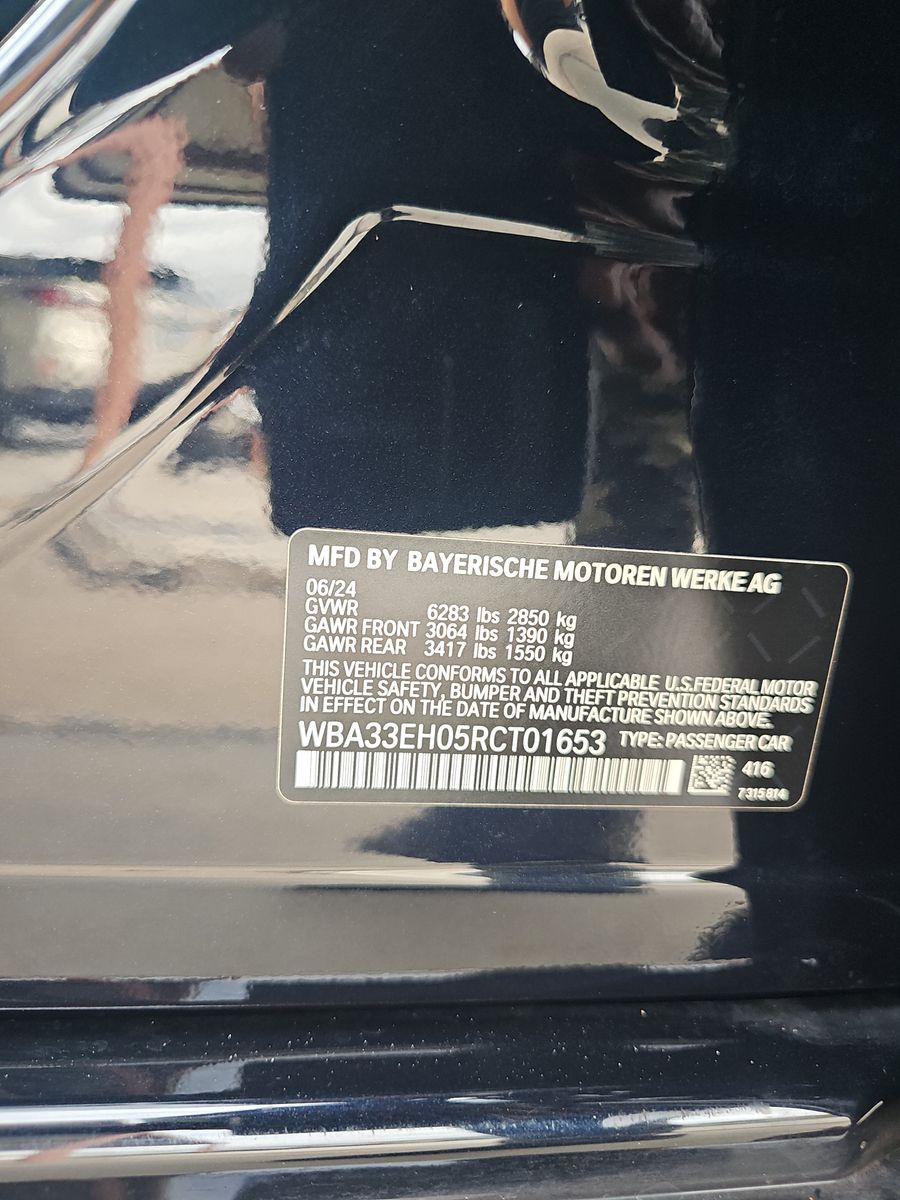 MFD BY BAYERISCHE MOTOREN WERKE AG
06/24
GVWR 6283 lbs 2850 kg
GAWR FRONT 3064 lbs 1390 kg
GAWR REAR 3417 lbs 1550 kg
THIS VEHICLE CONFORMS TO ALL APPLICABLE U.S.FEDERAL MOTOR
VEHICLE SAFETY, BUMPER AND THEFT PREVENTION STANDARDS
IN EFFECT ON THE DATE OF MANUFACTURE SHOWN ABOVE.
WBA33EH05RCT01653 TYPE: PASSENGER CAR
416
7315814